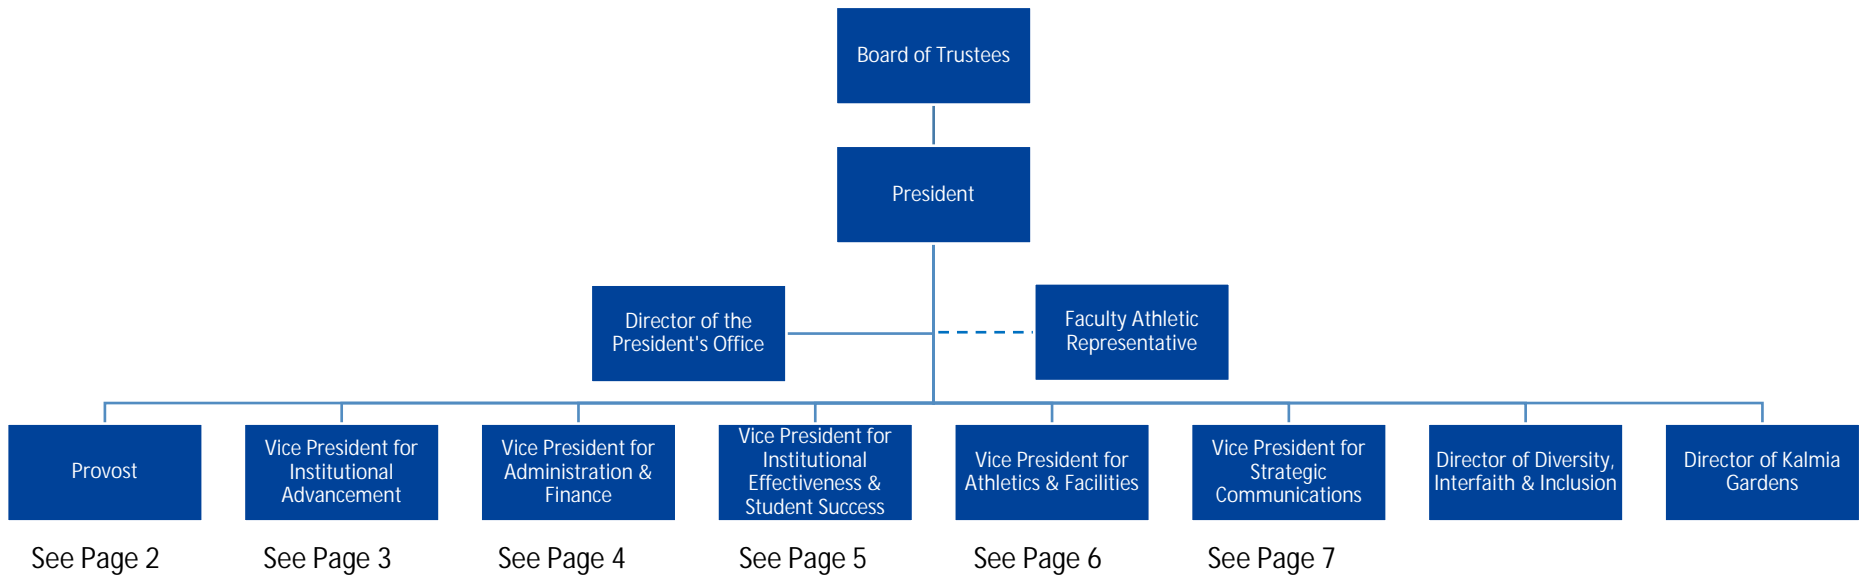 Board of Trustees
President
Director of the
President's Office
Faculty Athletic
Representative
Provost
Vice President for
Institutional
Advancement
Vice President for
Administration &
Finance
Vice President for
Institutional
Effectiveness &
Student Success
Vice President for
Athletics & Facilities
Vice President for
Strategic
Communications
Director of Diversity,
Interfaith & Inclusion
Director of Kalmia
Gardens
See Page 2
See Page 3
See Page 4
See Page 5
See Page 6
See Page 7